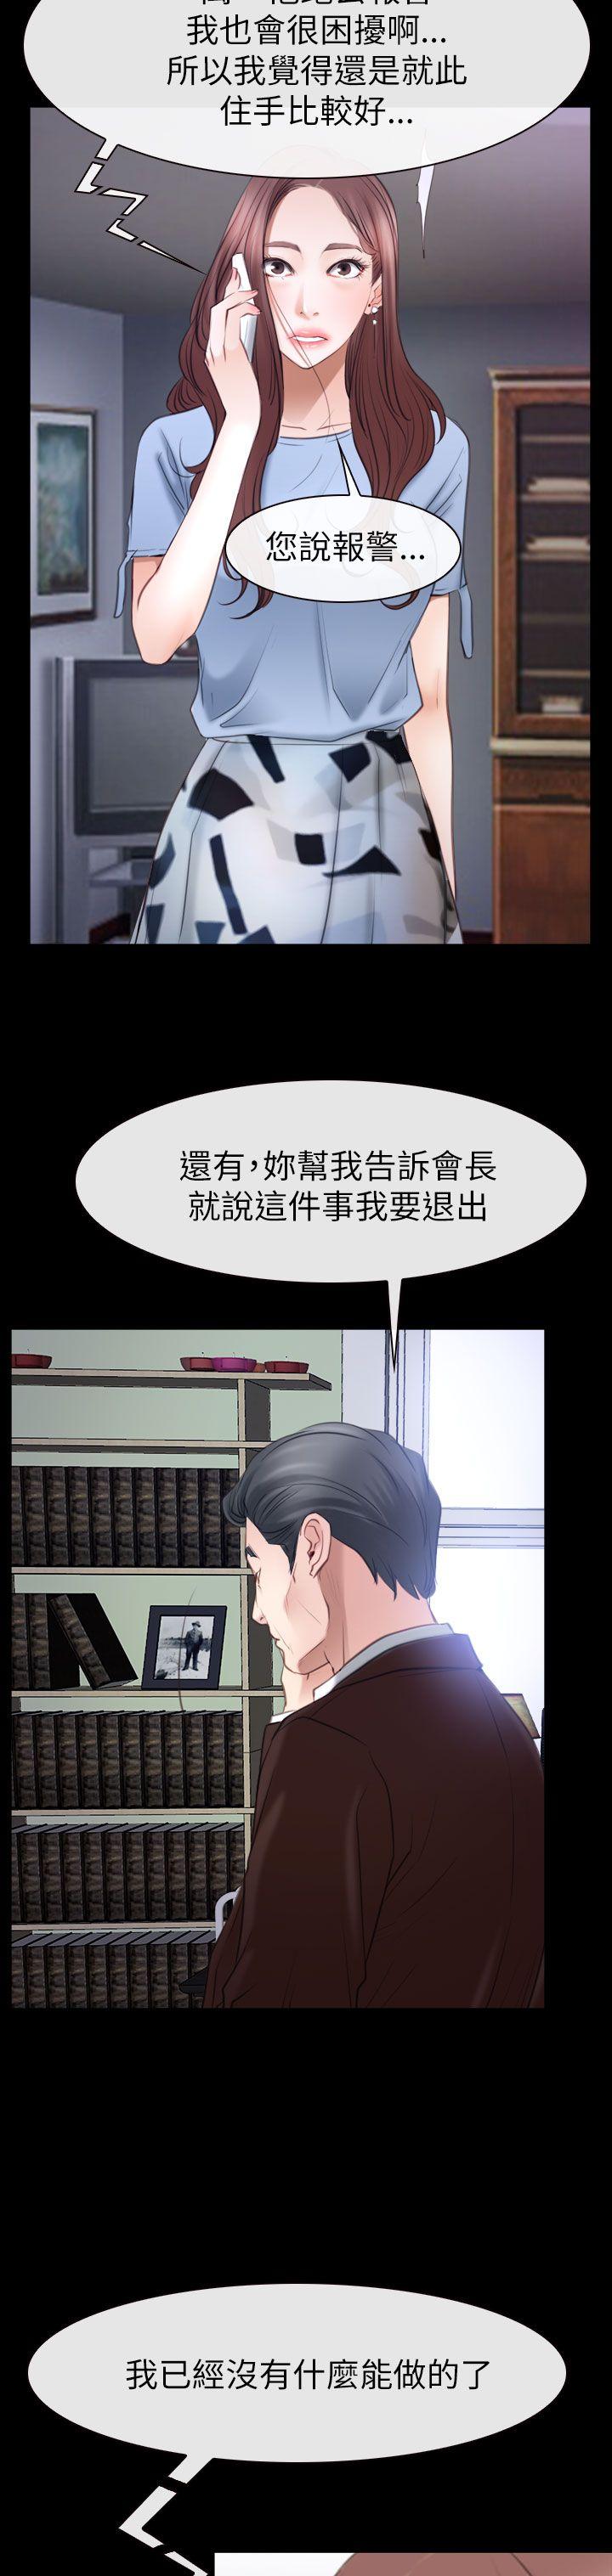 我也會很困擾啊...
所以我覺得還是就此
住手比較好...
您說報警...
還有,妳幫我告訴會長
就說這件事我要退出
我已經沒有什麼能做的了